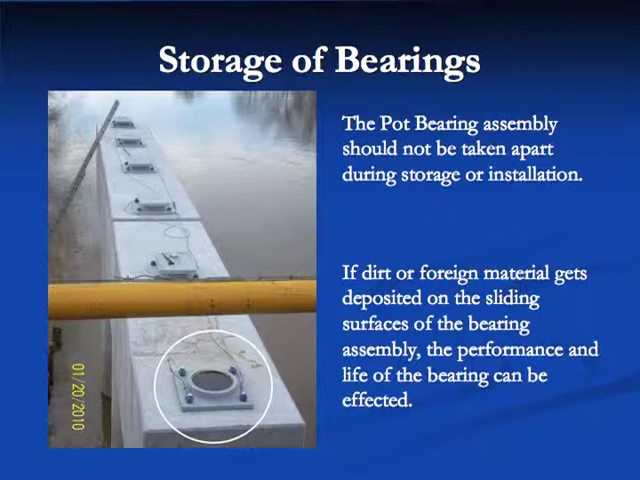 Storage of Bearings
The Pot Bearing assembly
should not be taken apart
during storage or installation.
If dirt or foreign material gets
deposited on the sliding
surfaces of the bearing
assembly, the performance and
life of the bearing can be
effected.
01/20/2010